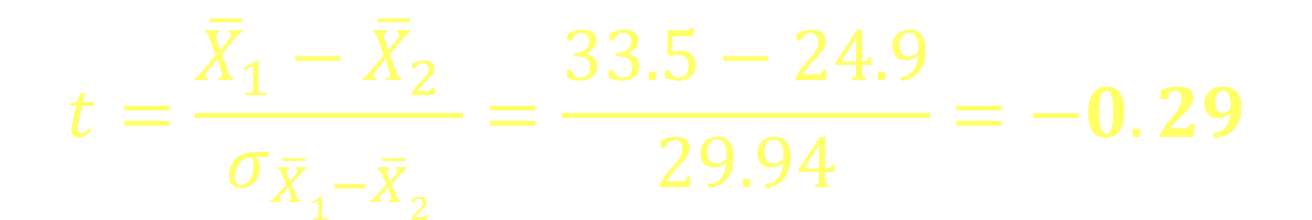 t = (X̄₁ − X̄₂) / σ_(X̄₁−X̄₂) = (33.5 − 24.9) / 29.94 = −0.29